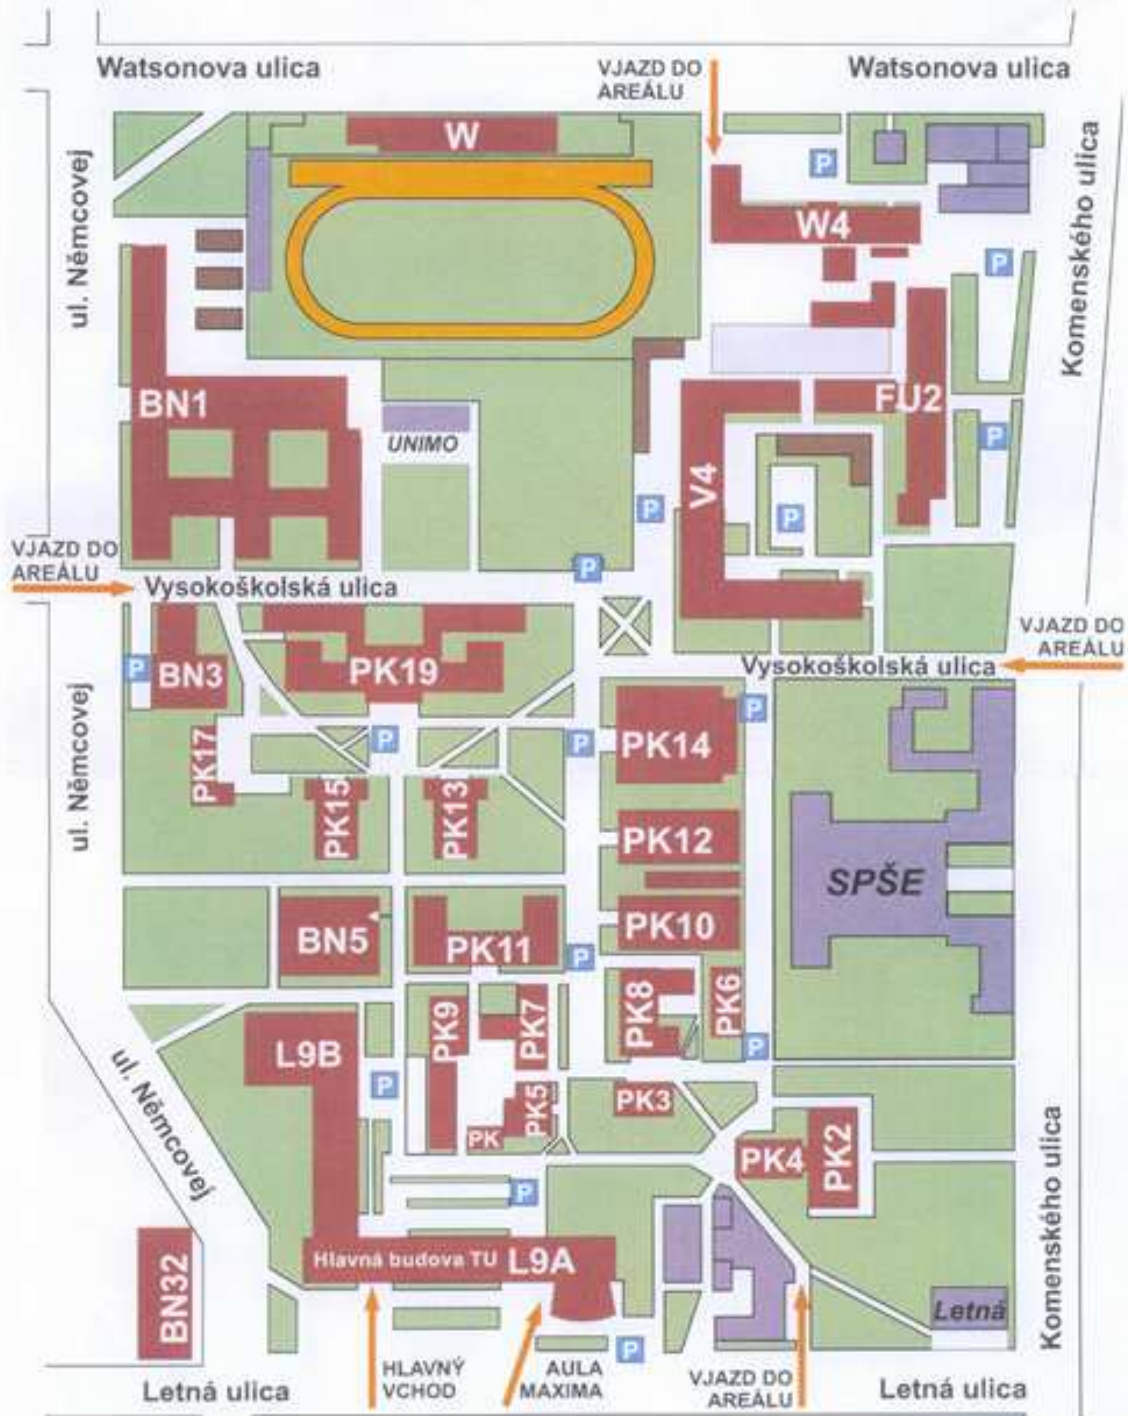 Watsonova ulica
VJAZD DO
AREÁLU
Watsonova ulica
W
P
W4
ul. Němcovej
Komenského ulica
P
BN1
FU2
UNIMO
P
V4
P
P
VJAZD DO
AREÁLU
P
Vysokoškolská ulica
VJAZD DO
AREÁLU
P
BN3
PK19
Vysokoškolská ulica
P
PK14
P
P
PK17
ul. Němcovej
PK15
PK13
PK12
SPŠE
BN5
PK11
PK10
P
PK9
PK7
PK8
PK6
L9B
P
P
PK5
PK3
PK
ul. Němcovej
PK4
PK2
P
Komenského ulica
Hlavná budova TU
L9A
BN32
Letná
P
HLAVNÝ
VCHOD
AULA
MAXIMA
VJAZD DO
AREÁLU
Letná ulica
Letná ulica